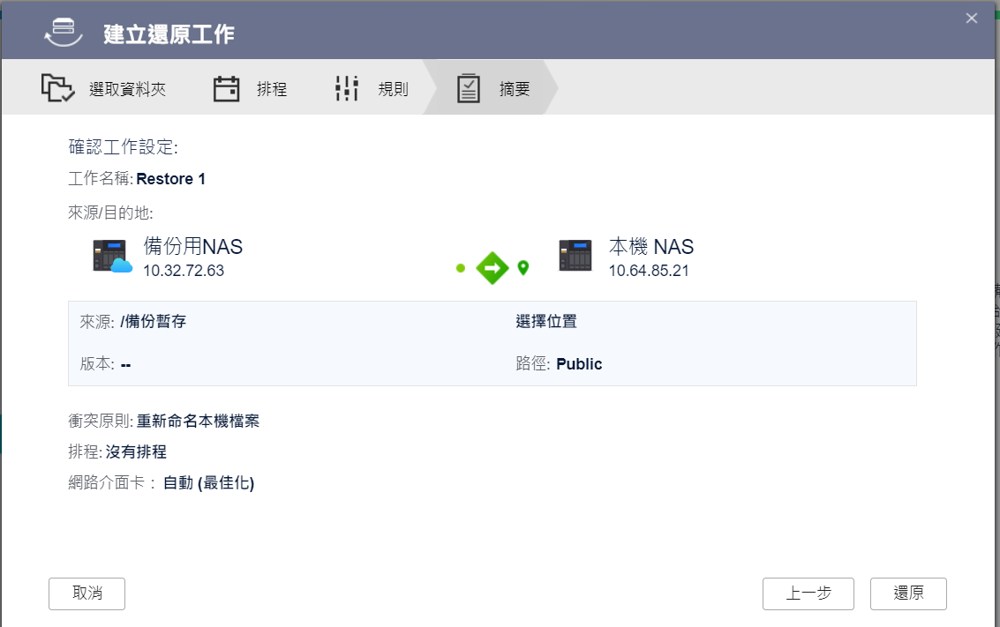 建立還原工作
選取資料夾 排程 規則 摘要
確認工作設定:
工作名稱: Restore 1
來源/目的地:
備份用NAS
10.32.72.63
本機 NAS
10.64.85.21
來源: /備份暫存 選擇位置
版本: -- 路徑: Public
衝突原則: 重新命名本機檔案
排程: 沒有排程
網路介面卡： 自動 (最佳化)
取消 上一步 還原